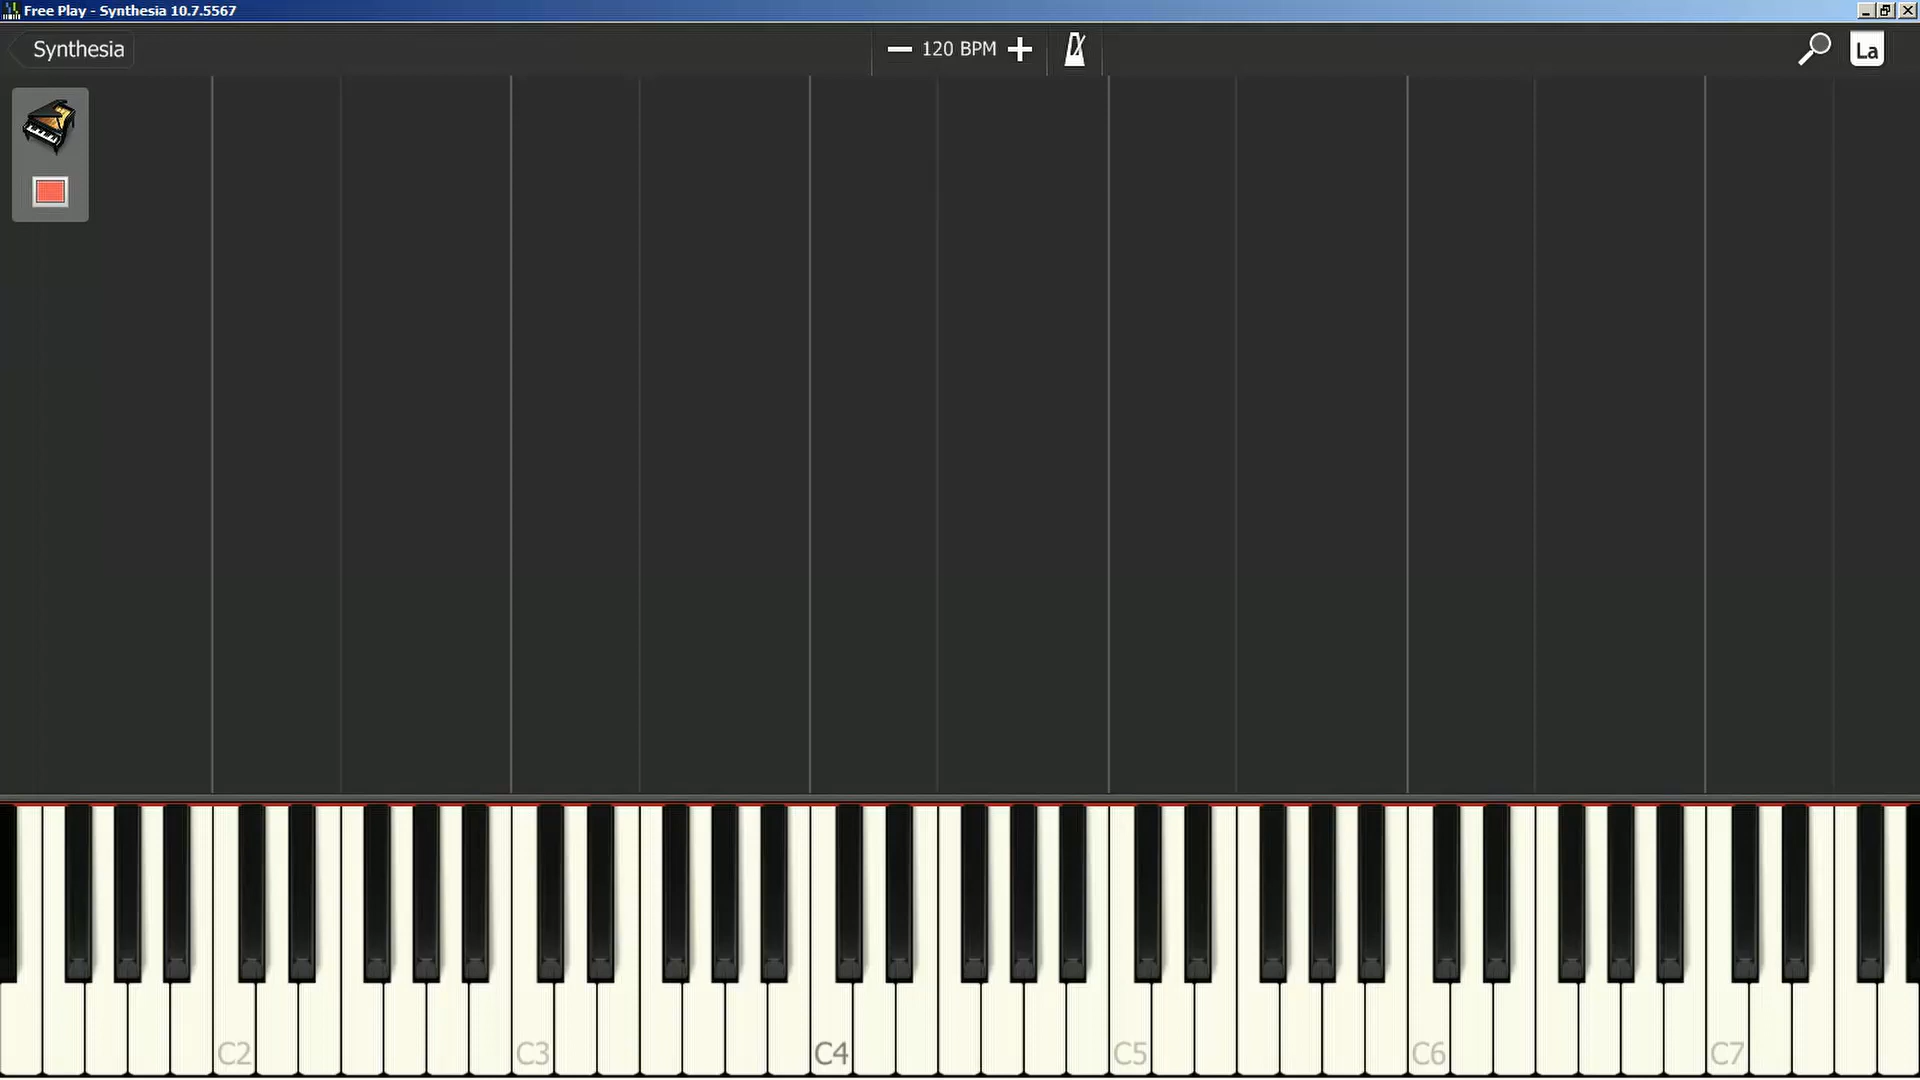 Free Play - Synthesia 10.7.5567
Synthesia
120 BPM
La
C2 C3 C4 C5 C6 C7